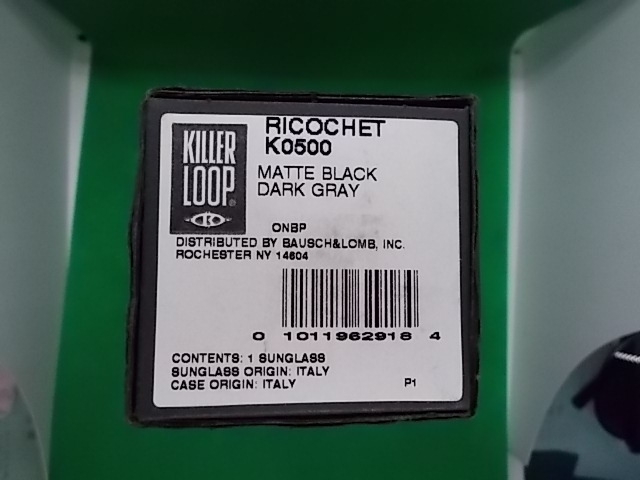 KILLER
LOOP®
K
RICOCHET
K0500
MATTE BLACK
DARK GRAY
ONBP
DISTRIBUTED BY BAUSCH&LOMB, INC.
ROCHESTER NY 14604
0 1011962918 4
CONTENTS: 1 SUNGLASS
SUNGLASS ORIGIN: ITALY
CASE ORIGIN: ITALY
P1